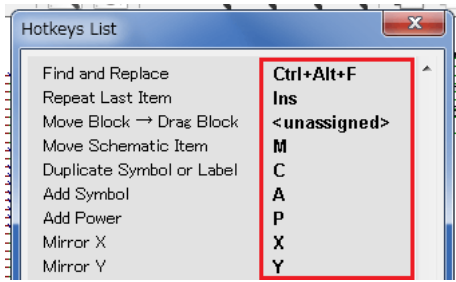 Hotkeys List
Find and Replace Ctrl+Alt+F
Repeat Last Item Ins
Move Block → Drag Block <unassigned>
Move Schematic Item M
Duplicate Symbol or Label C
Add Symbol A
Add Power P
Mirror X X
Mirror Y Y